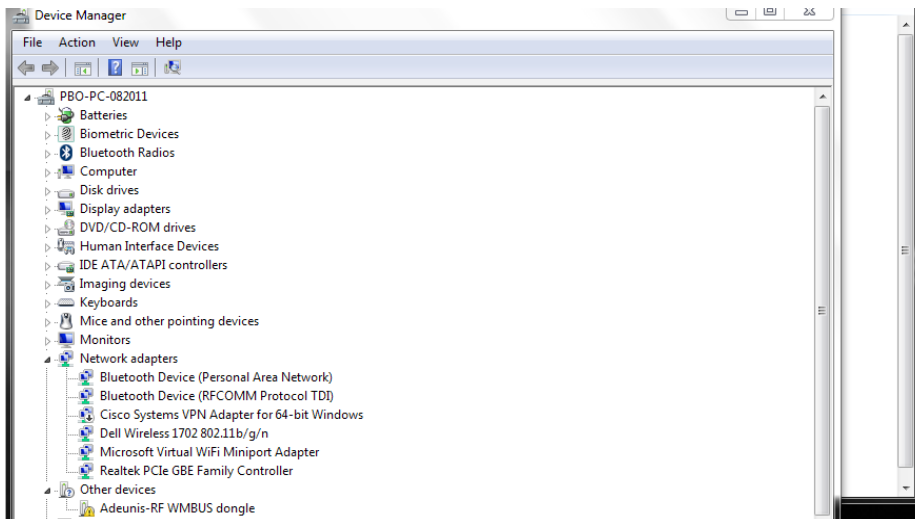 Device Manager
File Action View Help
PBO-PC-082011
Batteries
Biometric Devices
Bluetooth Radios
Computer
Disk drives
Display adapters
DVD/CD-ROM drives
Human Interface Devices
IDE ATA/ATAPI controllers
Imaging devices
Keyboards
Mice and other pointing devices
Monitors
Network adapters
Bluetooth Device (Personal Area Network)
Bluetooth Device (RFCOMM Protocol TDI)
Cisco Systems VPN Adapter for 64-bit Windows
Dell Wireless 1702 802.11b/g/n
Microsoft Virtual WiFi Miniport Adapter
Realtek PCIe GBE Family Controller
Other devices
Adeunis-RF WMBUS dongle